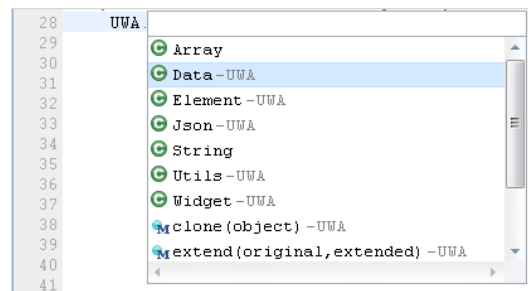 28 UWA.
29
30
31
32
33
34
35
36
37
38
39
40
41
Array
Data-UWA
Element-UWA
Json-UWA
String
Utils-UWA
Widget-UWA
clone(object)-UWA
extend(original,extended)-UWA